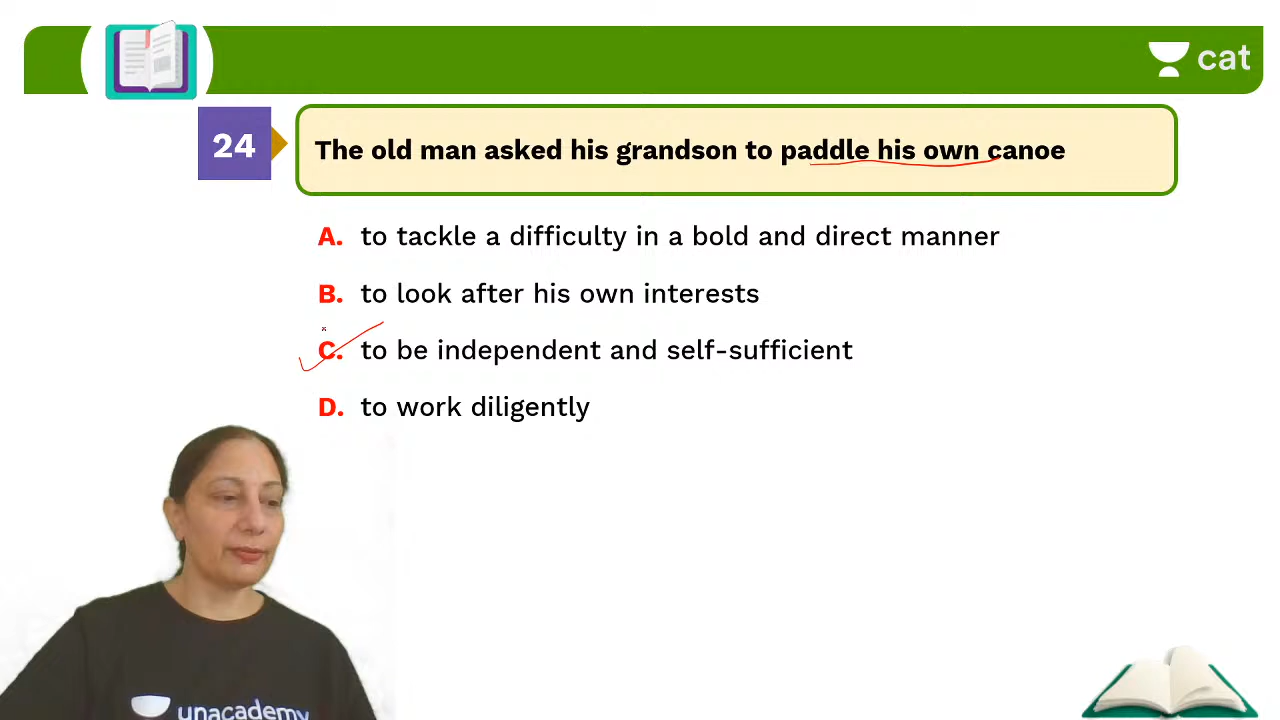 cat
24
The old man asked his grandson to paddle his own canoe
A. to tackle a difficulty in a bold and direct manner
B. to look after his own interests
C. to be independent and self-sufficient
D. to work diligently
unacademy